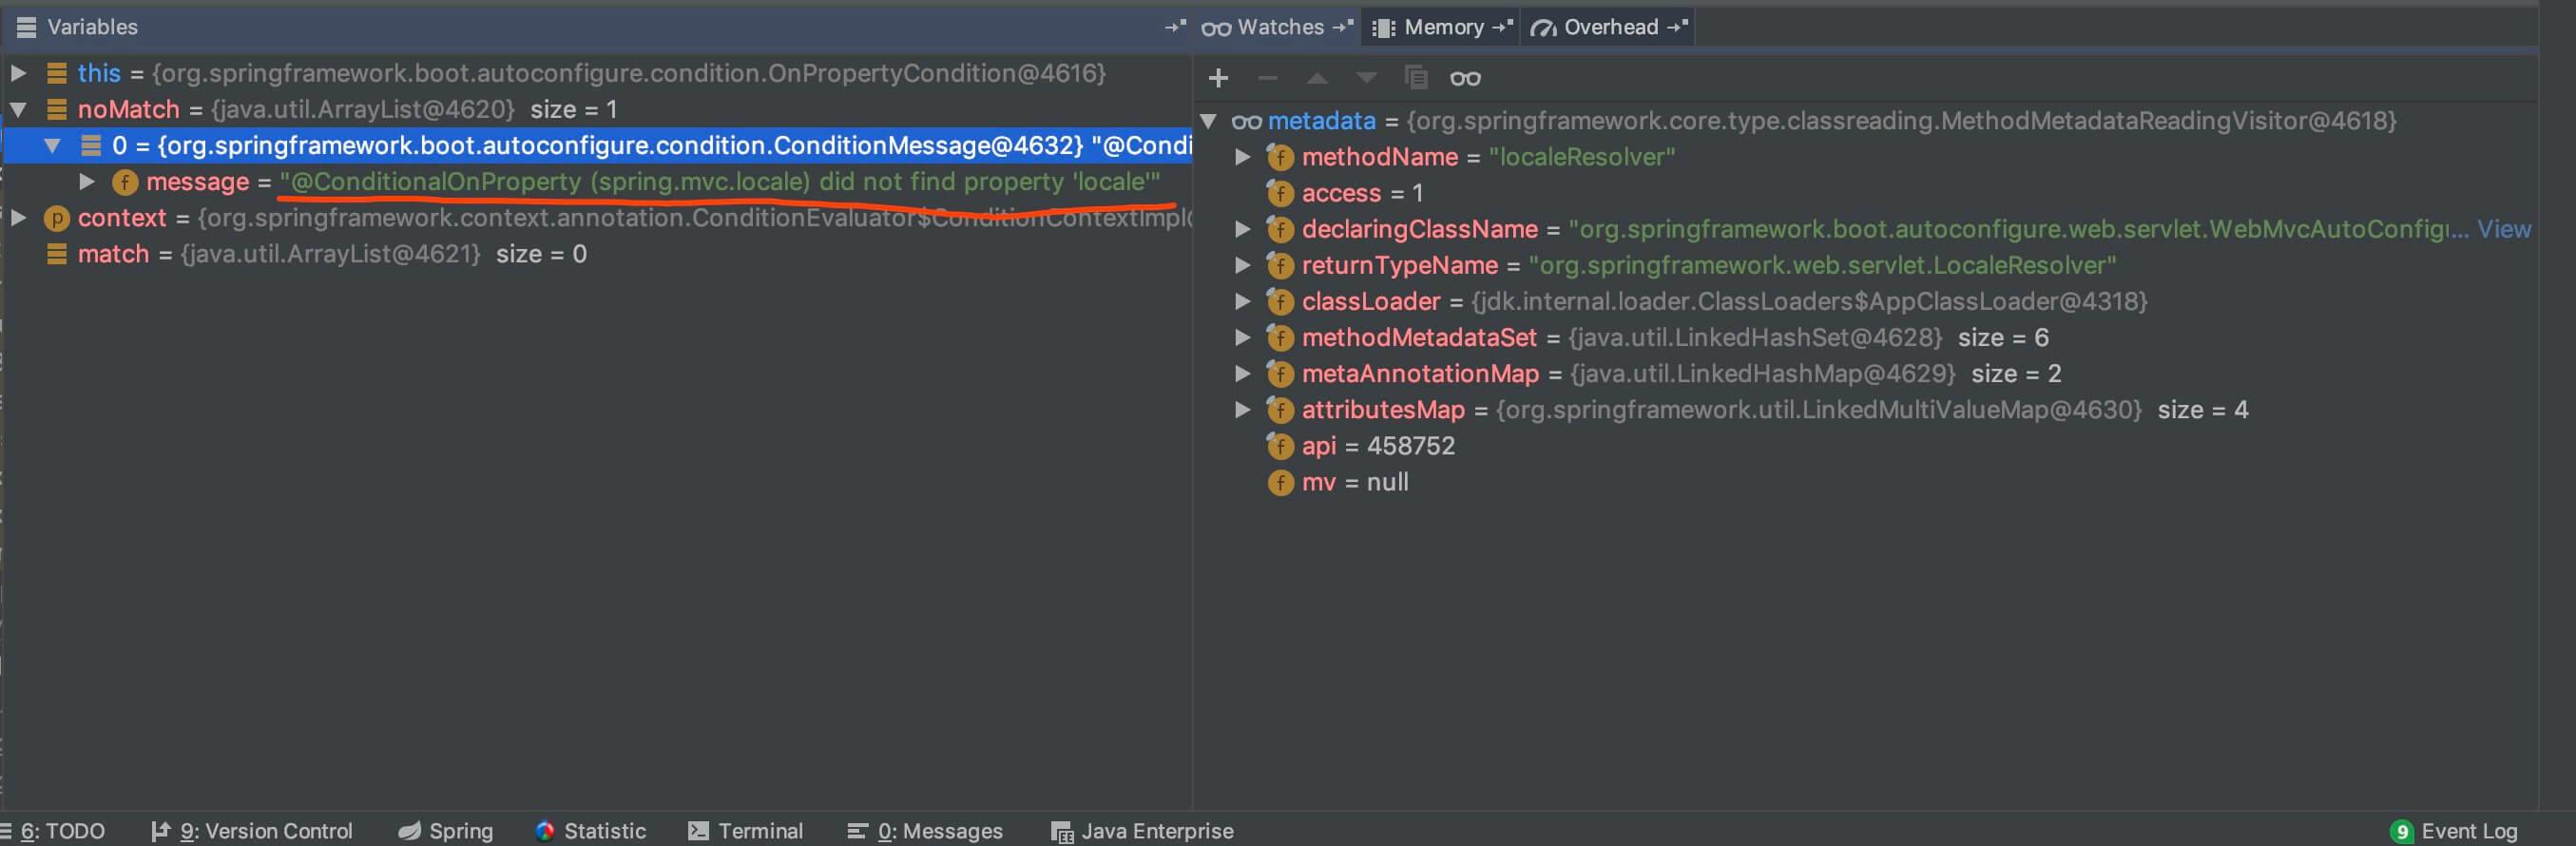 Variables
this = {org.springframework.boot.autoconfigure.condition.OnPropertyCondition@4616}
noMatch = {java.util.ArrayList@4620} size = 1
0 = {org.springframework.boot.autoconfigure.condition.ConditionMessage@4632} "@Condi
message = "@ConditionalOnProperty (spring.mvc.locale) did not find property 'locale'"
context = {org.springframework.context.annotation.ConditionEvaluator$ConditionContextImpl@
match = {java.util.ArrayList@4621} size = 0
Watches Memory Overhead
metadata = {org.springframework.core.type.classreading.MethodMetadataReadingVisitor@4618}
methodName = "localeResolver"
access = 1
declaringClassName = "org.springframework.boot.autoconfigure.web.servlet.WebMvcAutoConfigu... View
returnTypeName = "org.springframework.web.servlet.LocaleResolver"
classLoader = {jdk.internal.loader.ClassLoaders$AppClassLoader@4318}
methodMetadataSet = {java.util.LinkedHashSet@4628} size = 6
metaAnnotationMap = {java.util.LinkedHashMap@4629} size = 2
attributesMap = {org.springframework.util.LinkedMultiValueMap@4630} size = 4
api = 458752
mv = null
6: TODO 9: Version Control Spring Statistic Terminal 0: Messages Java Enterprise 9 Event Log